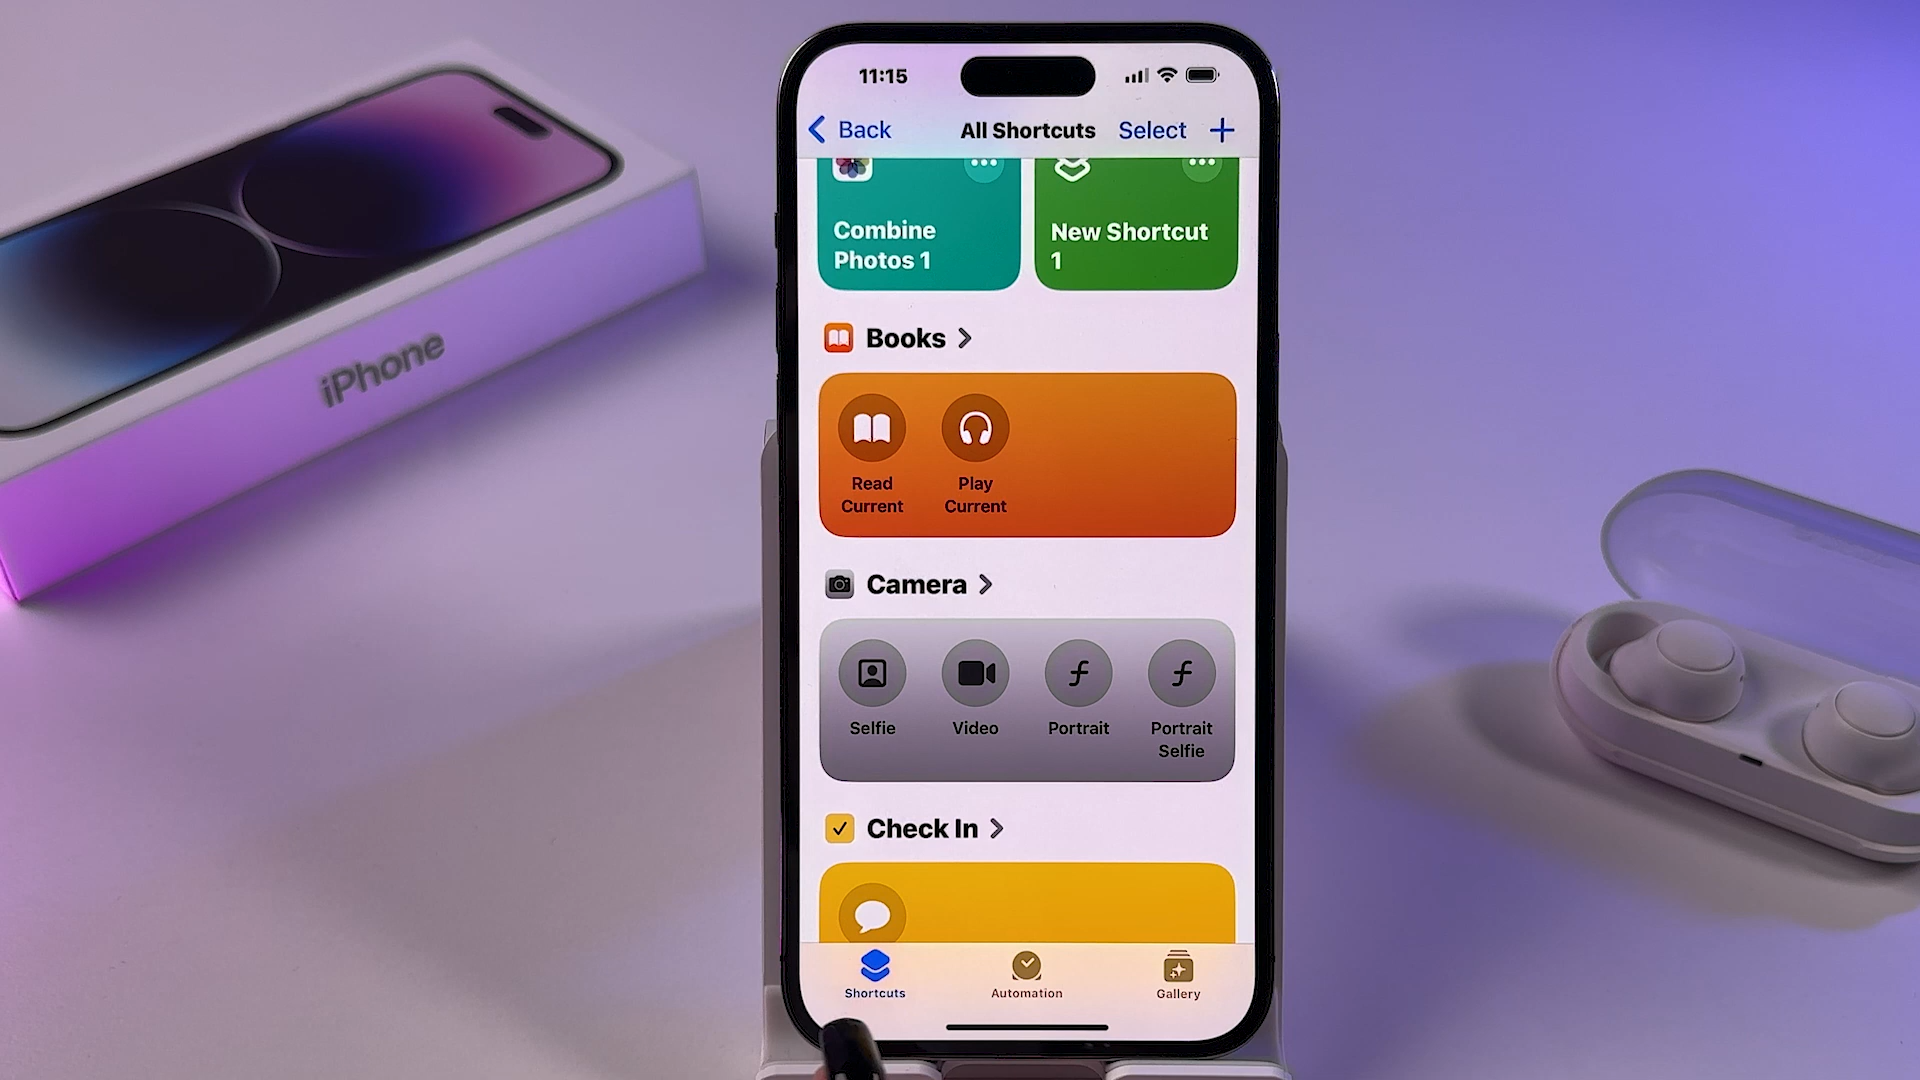 iPhone
11:15
Back
All Shortcuts
Select
Combine
Photos 1
New Shortcut
1
Books
Read
Current
Play
Current
Camera
Selfie
Video
Portrait
Portrait
Selfie
Check In
Shortcuts
Automation
Gallery